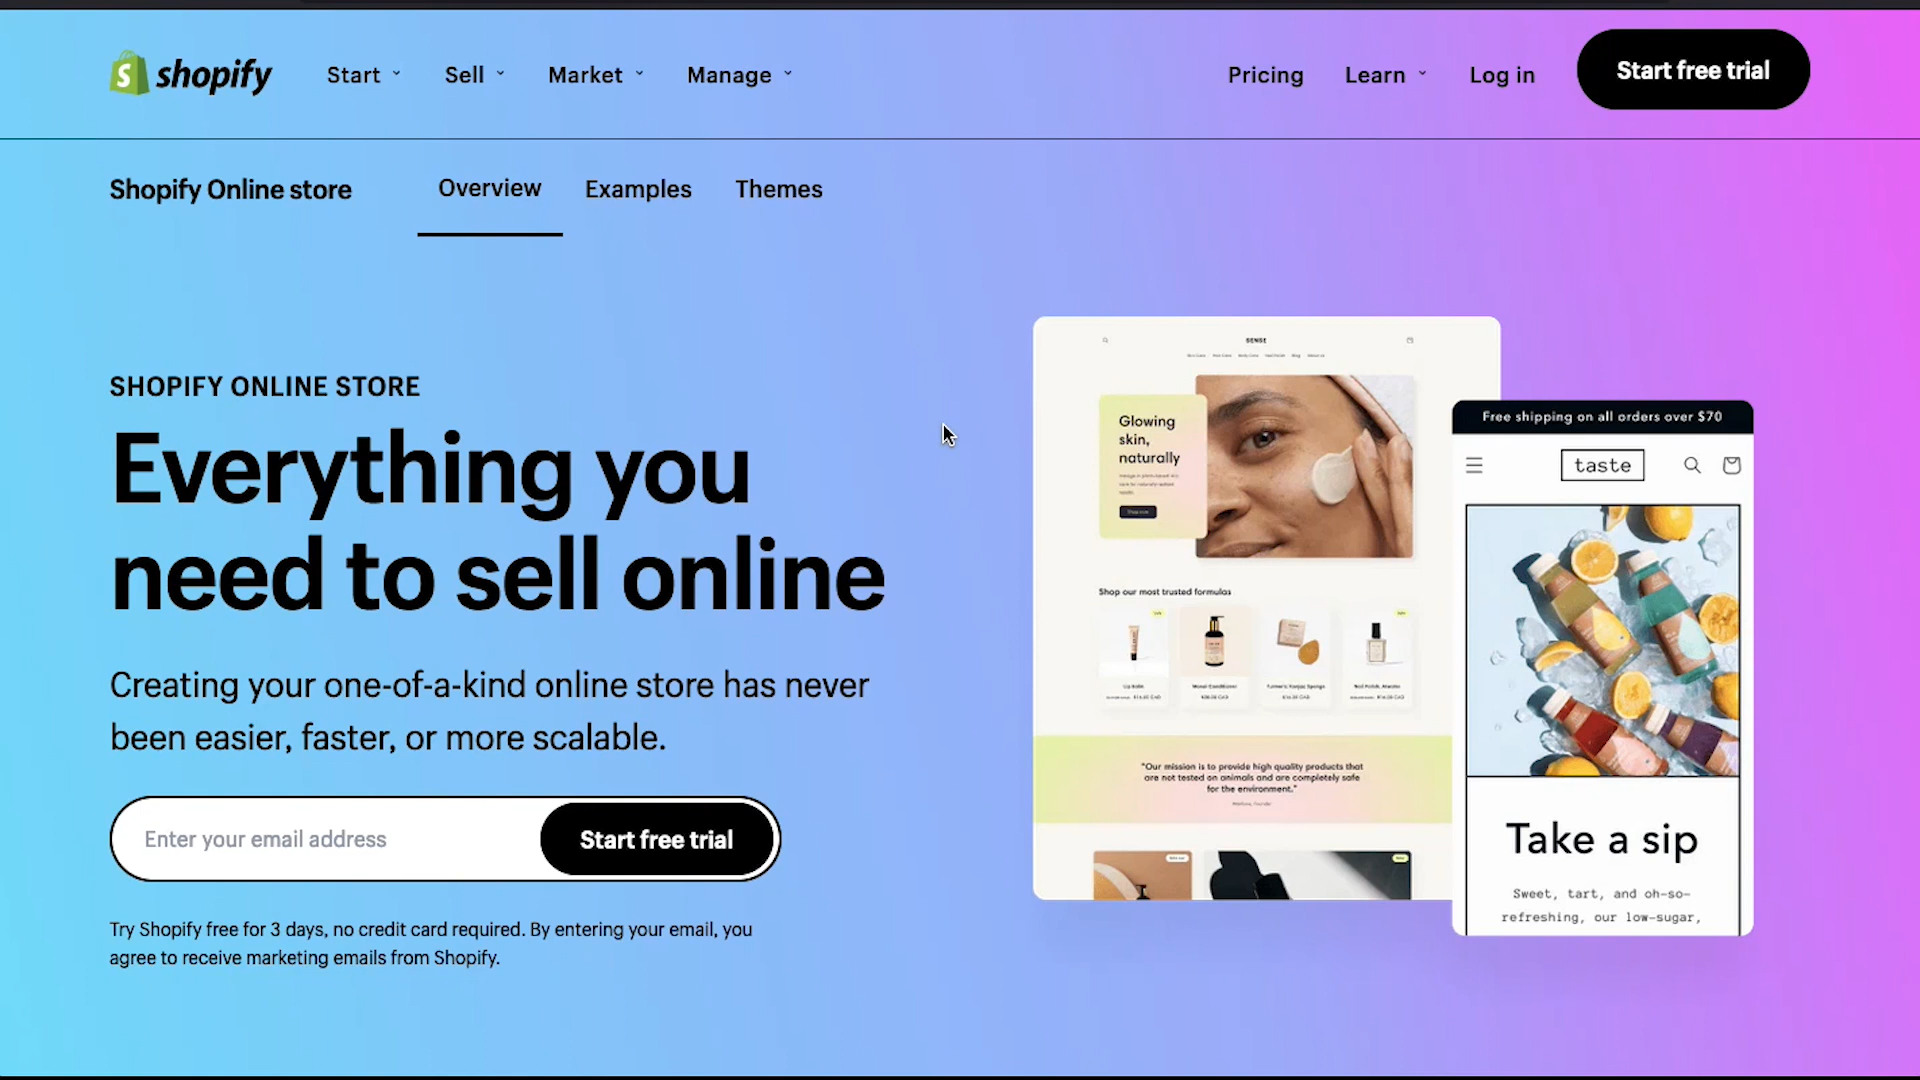 shopify
Start
Sell
Market
Manage
Pricing
Learn
Log in
Start free trial
Shopify Online store
Overview
Examples
Themes
SHOPIFY ONLINE STORE
Everything you
need to sell online
Creating your one-of-a-kind online store has never
been easier, faster, or more scalable.
Enter your email address
Start free trial
Try Shopify free for 3 days, no credit card required. By entering your email, you
agree to receive marketing emails from Shopify.
SENSE
Glowing
skin,
naturally
Shop our most trusted formulas
Lip Balm
"Our mission is to provide high quality products that
are not tested on animals and are completely safe
for the environment."
Free shipping on all orders over $70
taste
Take a sip
Sweet, tart, and oh-so-
refreshing, our low-sugar,